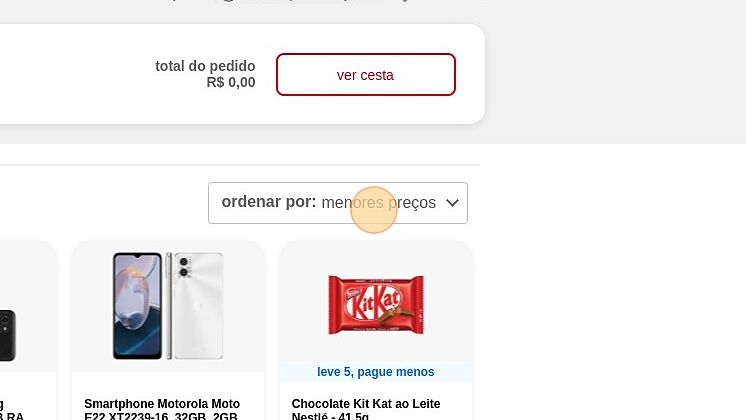 total do pedido
R$ 0,00
ver cesta
ordenar por: menores preços
KitKat
leve 5, pague menos
g
Smartphone Motorola Moto
Chocolate Kit Kat ao Leite
RA
E22 XT2239-16, 32GB, 2GB
Nestlé - 41,5g